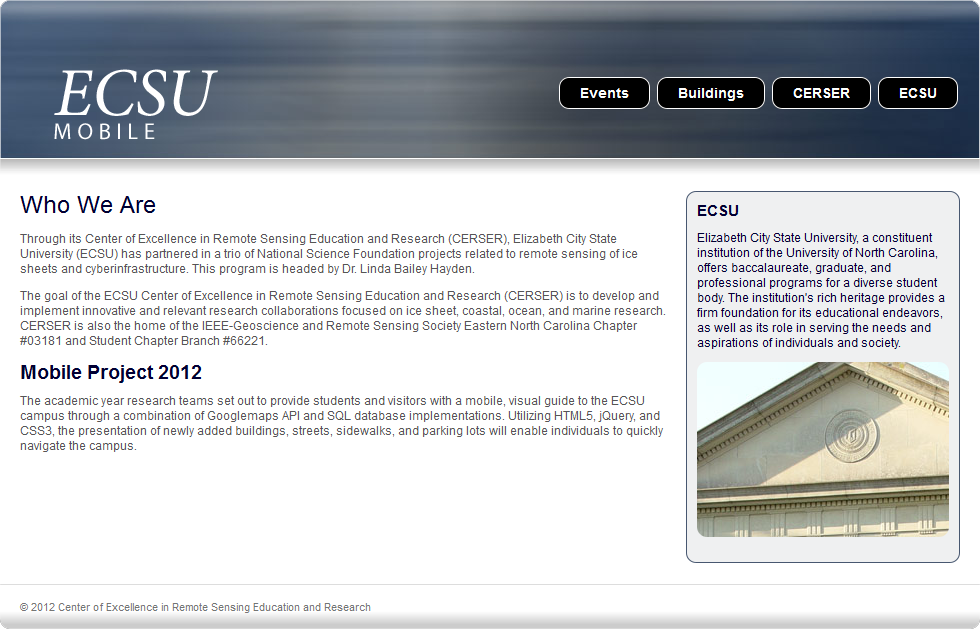 ECSU
MOBILE
Events
Buildings
CERSER
ECSU
Who We Are
Through its Center of Excellence in Remote Sensing Education and Research (CERSER), Elizabeth City State
University (ECSU) has partnered in a trio of National Science Foundation projects related to remote sensing of ice
sheets and cyberinfrastructure. This program is headed by Dr. Linda Bailey Hayden.
The goal of the ECSU Center of Excellence in Remote Sensing Education and Research (CERSER) is to develop and
implement innovative and relevant research collaborations focused on ice sheet, coastal, ocean, and marine research.
CERSER is also the home of the IEEE-Geoscience and Remote Sensing Society Eastern North Carolina Chapter
#03181 and Student Chapter Branch #66221.
Mobile Project 2012
The academic year research teams set out to provide students and visitors with a mobile, visual guide to the ECSU
campus through a combination of Googlemaps API and SQL database implementations. Utilizing HTML5, jQuery, and
CSS3, the presentation of newly added buildings, streets, sidewalks, and parking lots will enable individuals to quickly
navigate the campus.
ECSU
Elizabeth City State University, a constituent
institution of the University of North Carolina,
offers baccalaureate, graduate, and
professional programs for a diverse student
body. The institution's rich heritage provides a
firm foundation for its educational endeavors,
as well as its role in serving the needs and
aspirations of individuals and society.
© 2012 Center of Excellence in Remote Sensing Education and Research